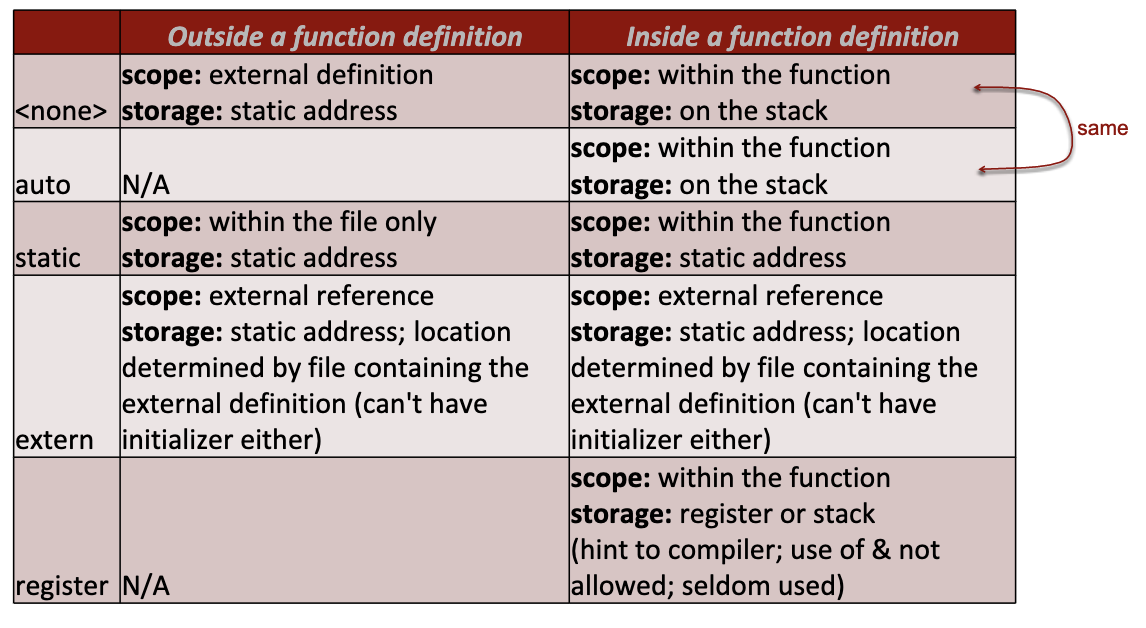 Outside a function definition
Inside a function definition
<none>
scope: external definition
storage: static address
scope: within the function
storage: on the stack
same
auto
N/A
scope: within the function
storage: on the stack
static
scope: within the file only
storage: static address
scope: within the function
storage: static address
extern
scope: external reference
storage: static address; location
determined by file containing the
external definition (can't have
initializer either)
scope: external reference
storage: static address; location
determined by file containing the
external definition (can't have
initializer either)
register
N/A
scope: within the function
storage: register or stack
(hint to compiler; use of & not
allowed; seldom used)